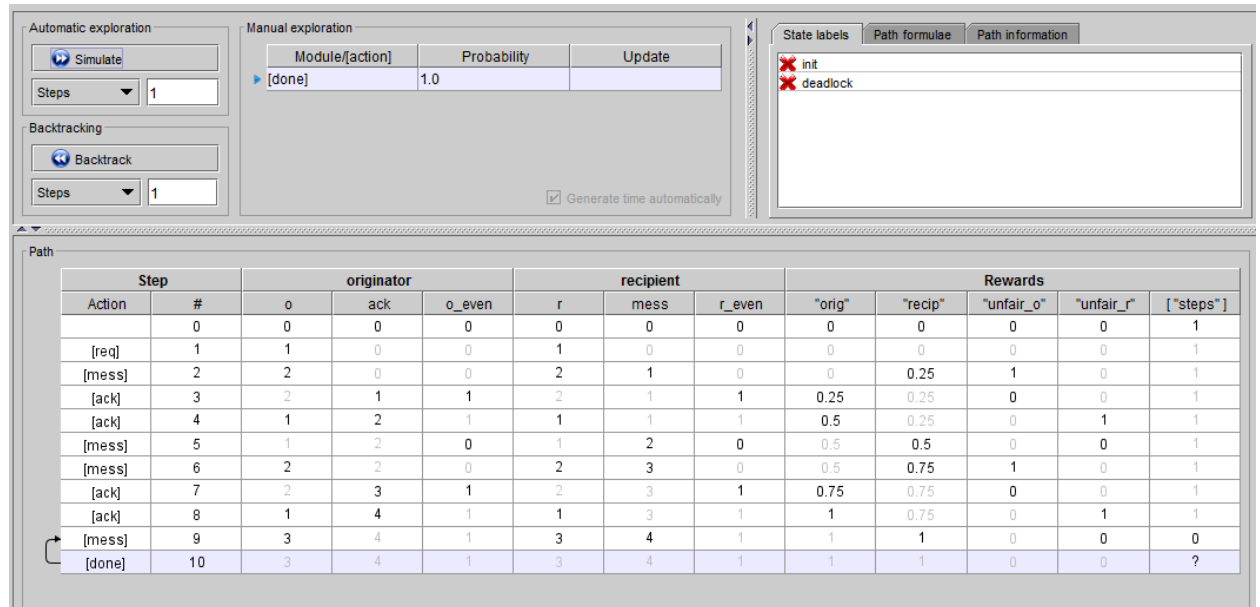 Automatic exploration
Simulate
Steps 1
Backtracking
Backtrack
Steps 1
Manual exploration
Module/[action] Probability Update
[done] 1.0
Generate time automatically
State labels Path formulae Path information
init
deadlock
Path
Step originator recipient Rewards
Action # o ack o_even r mess r_even "orig" "recip" "unfair_o" "unfair_r" [ "steps" ]
0 0 0 0 0 0 0 0 0 0 0 1
[req] 1 1 0 0 1 0 0 0 0 0 0 1
[mess] 2 2 0 0 2 1 0 0 0.25 1 0 1
[ack] 3 2 1 1 2 1 1 0.25 0.25 0 0 1
[ack] 4 1 2 1 1 1 1 0.5 0.25 0 1 1
[mess] 5 1 2 0 1 2 0 0.5 0.5 0 0 1
[mess] 6 2 2 0 2 3 0 0.5 0.75 1 0 1
[ack] 7 2 3 1 2 3 1 0.75 0.75 0 0 1
[ack] 8 1 4 1 1 3 1 1 0.75 0 1 1
[mess] 9 3 4 1 3 4 1 1 1 0 0 0
[done] 10 3 4 1 3 4 1 1 1 0 0 ?